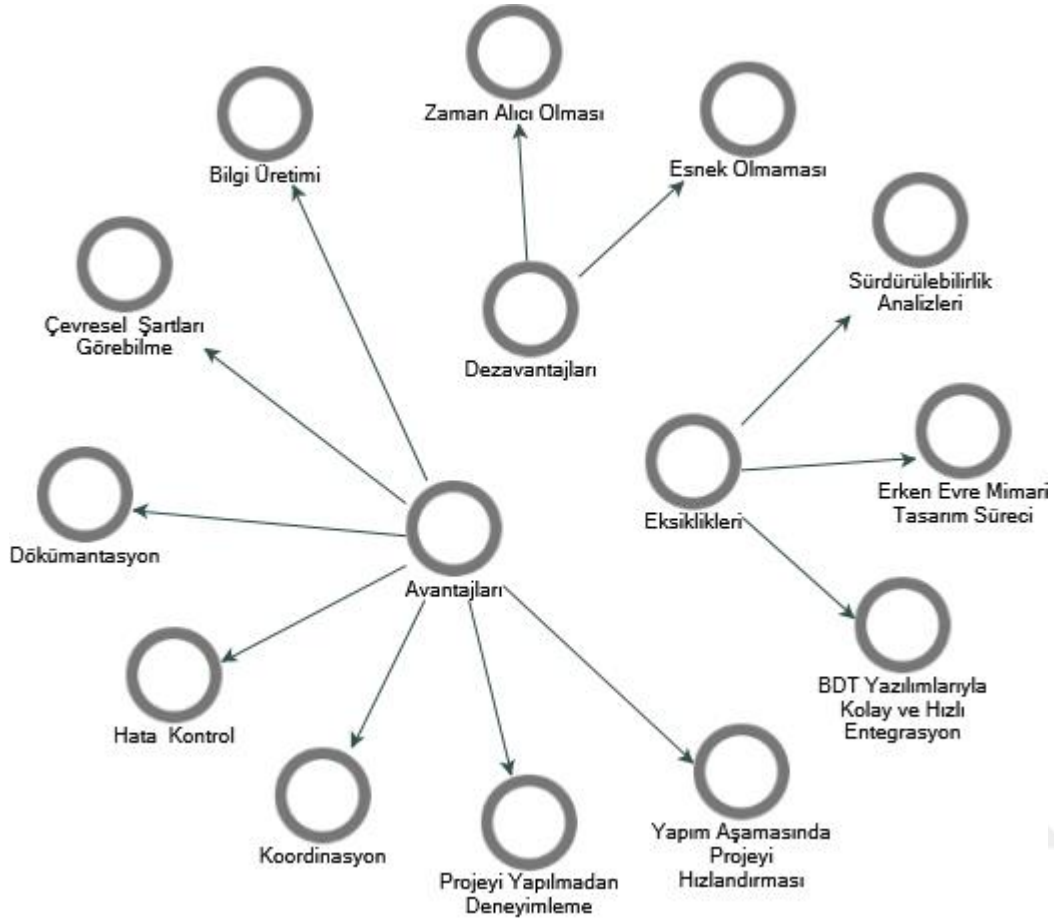 Zaman Alıcı Olması
Esnek Olmaması
Bilgi Üretimi
Sürdürülebilirlik
Analizleri
Çevresel Şartları
Görebilme
Dezavantajları
Erken Evre Mimari
Tasarım Süreci
Eksiklikleri
Dökümantasyon
Avantajları
BDT Yazılımlarıyla
Kolay ve Hızlı
Entegrasyon
Hata Kontrol
Koordinasyon
Projeyi Yapılmadan
Deneyimleme
Yapım Aşamasında
Projeyi
Hızlandırması